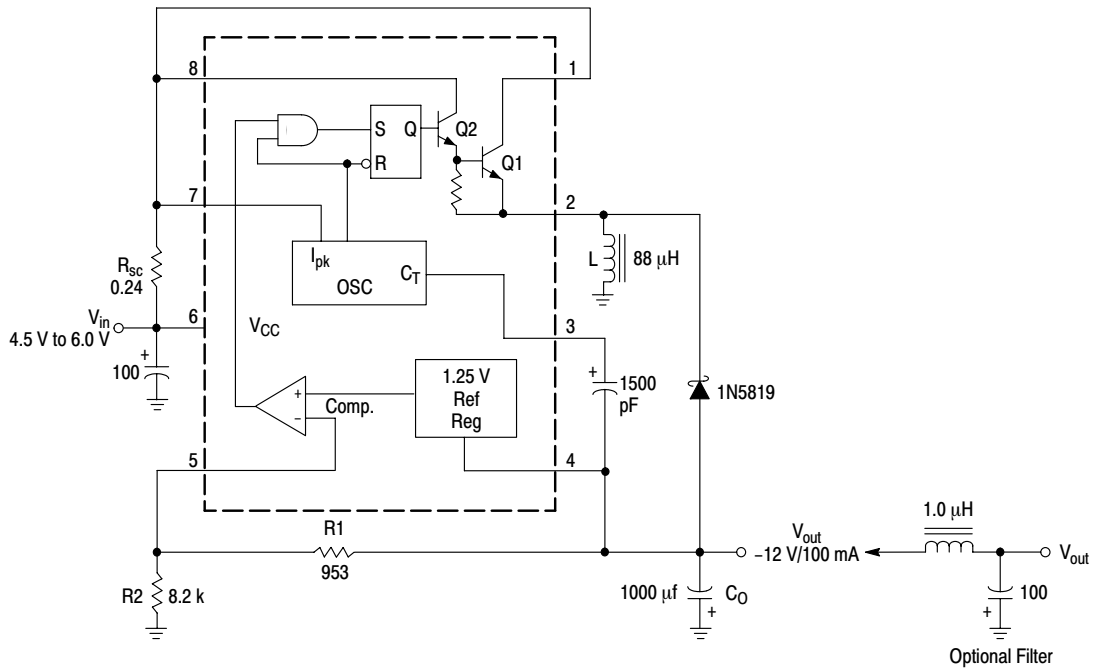 8
1
S Q
Q2
R
Q1
7
2
I_pk
C_T
OSC
L
88 μH
R_sc
0.24
V_in
4.5 V to 6.0 V
6
V_CC
3
+
100
+
1500
pF
1N5819
+
Comp.
−
1.25 V
Ref
Reg
5
4
R1
953
V_out
−12 V/100 mA
1.0 μH
V_out
R2
8.2 k
1000 μf
C_O
+
100
+
Optional Filter